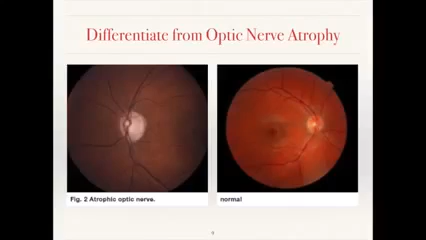 Differentiate from Optic Nerve Atrophy
Fig. 2 Atrophic optic nerve.
normal